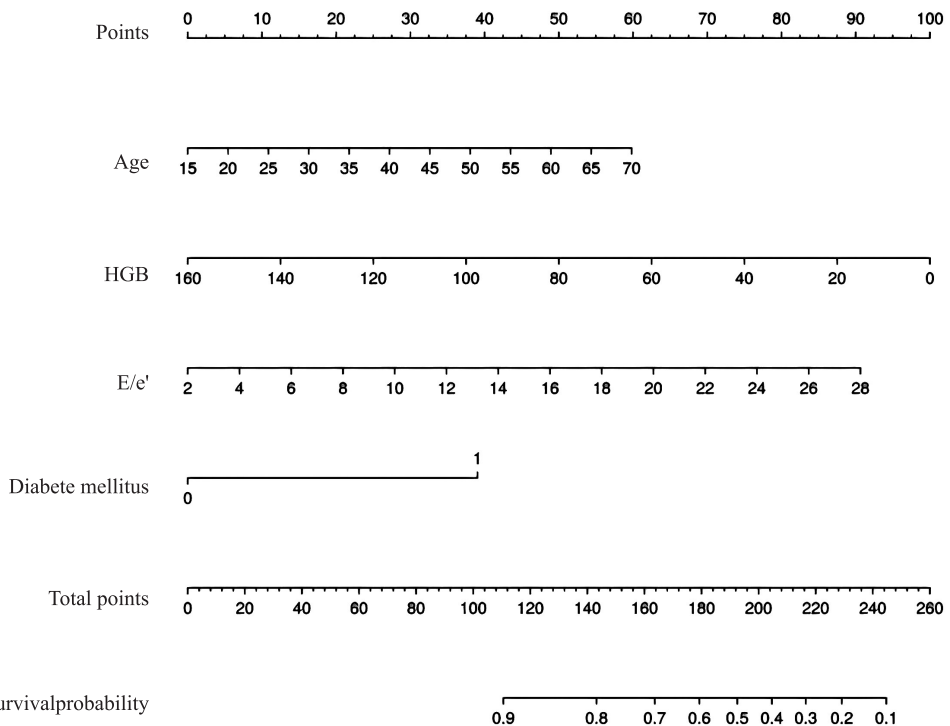 0 10 20 30 40 50 60 70 80 90 100
Points
Age
15 20 25 30 35 40 45 50 55 60 65 70
HGB
160 140 120 100 80 60 40 20 0
E/e'
2 4 6 8 10 12 14 16 18 20 22 24 26 28
1
Diabete mellitus
0
Total points
0 20 40 60 80 100 120 140 160 180 200 220 240 260
urvivalprobability
0.9 0.8 0.7 0.6 0.5 0.4 0.3 0.2 0.1